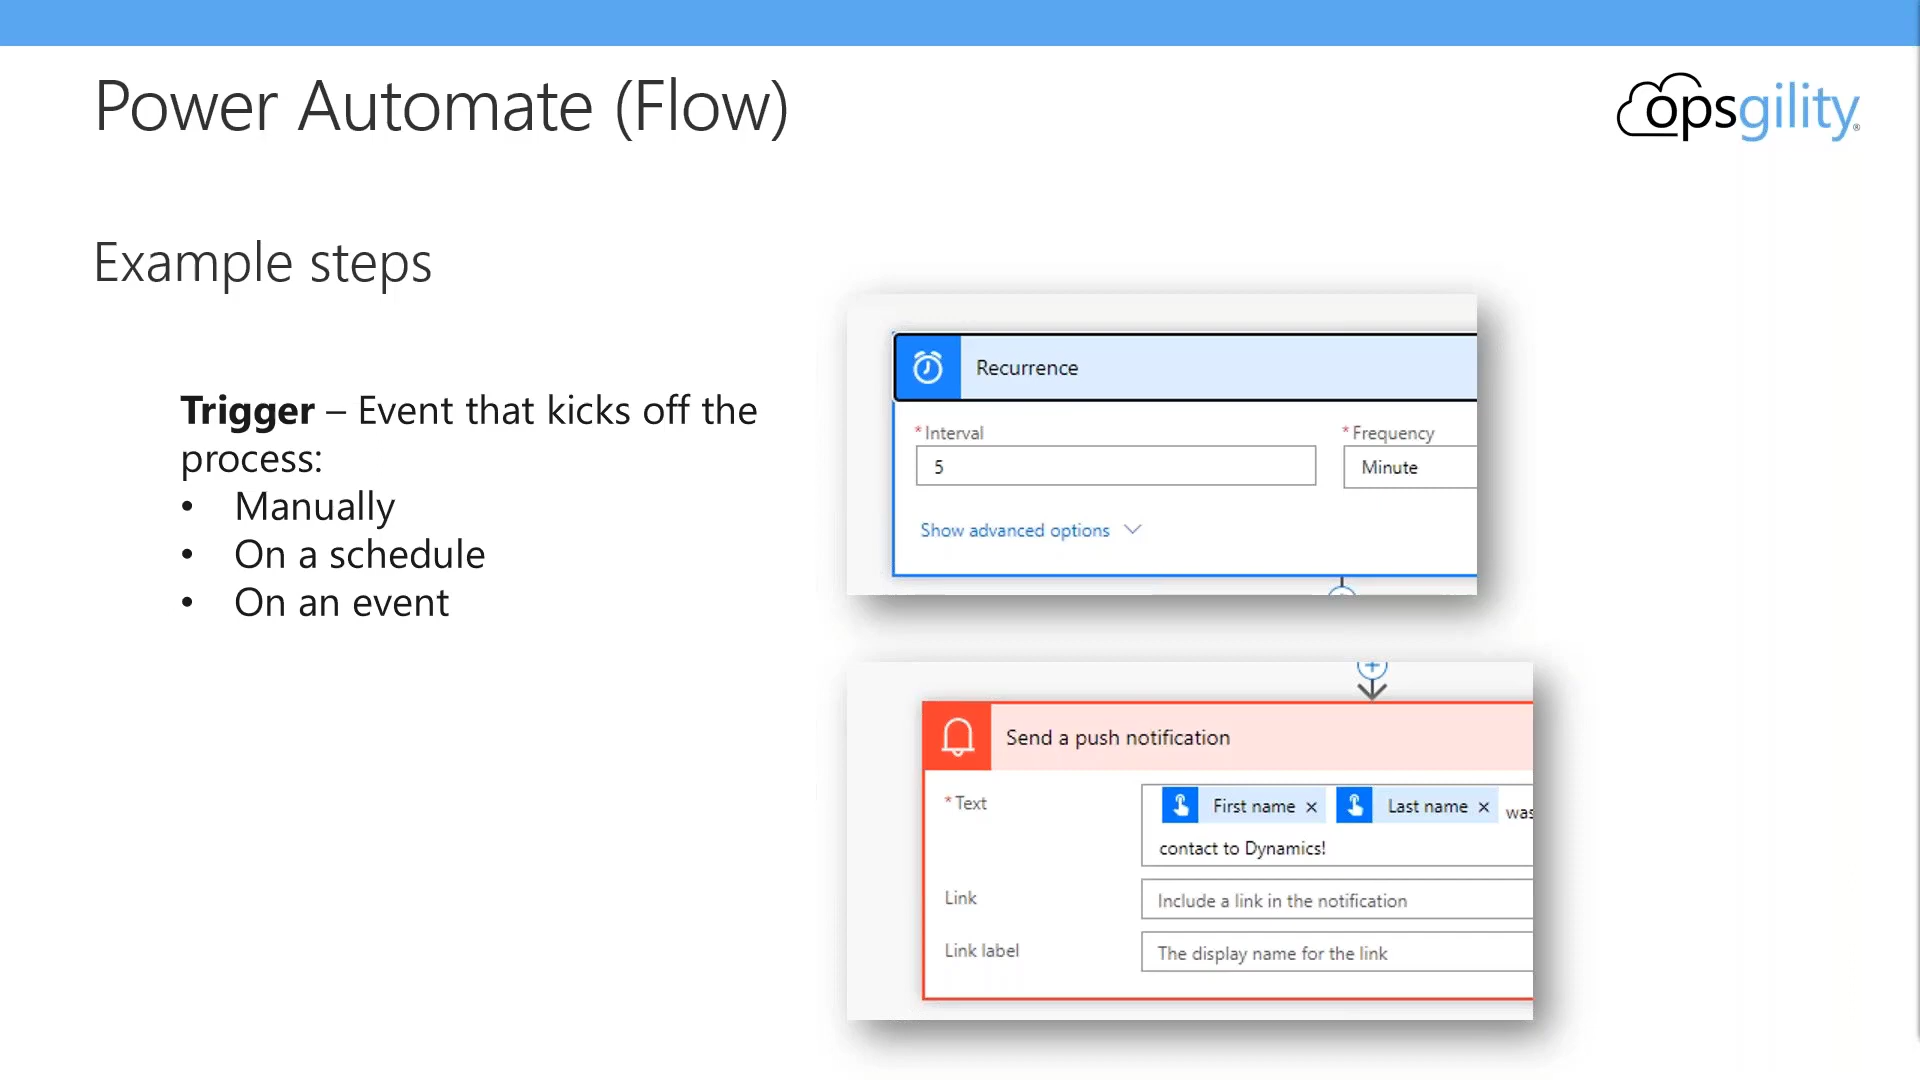 Power Automate (Flow)
opsgility®
Example steps
Trigger – Event that kicks off the
process:
• Manually
• On a schedule
• On an event
Recurrence
* Interval
* Frequency
5
Minute
Show advanced options
Send a push notification
* Text
First name × Last name × was
contact to Dynamics!
Link
Include a link in the notification
Link label
The display name for the link